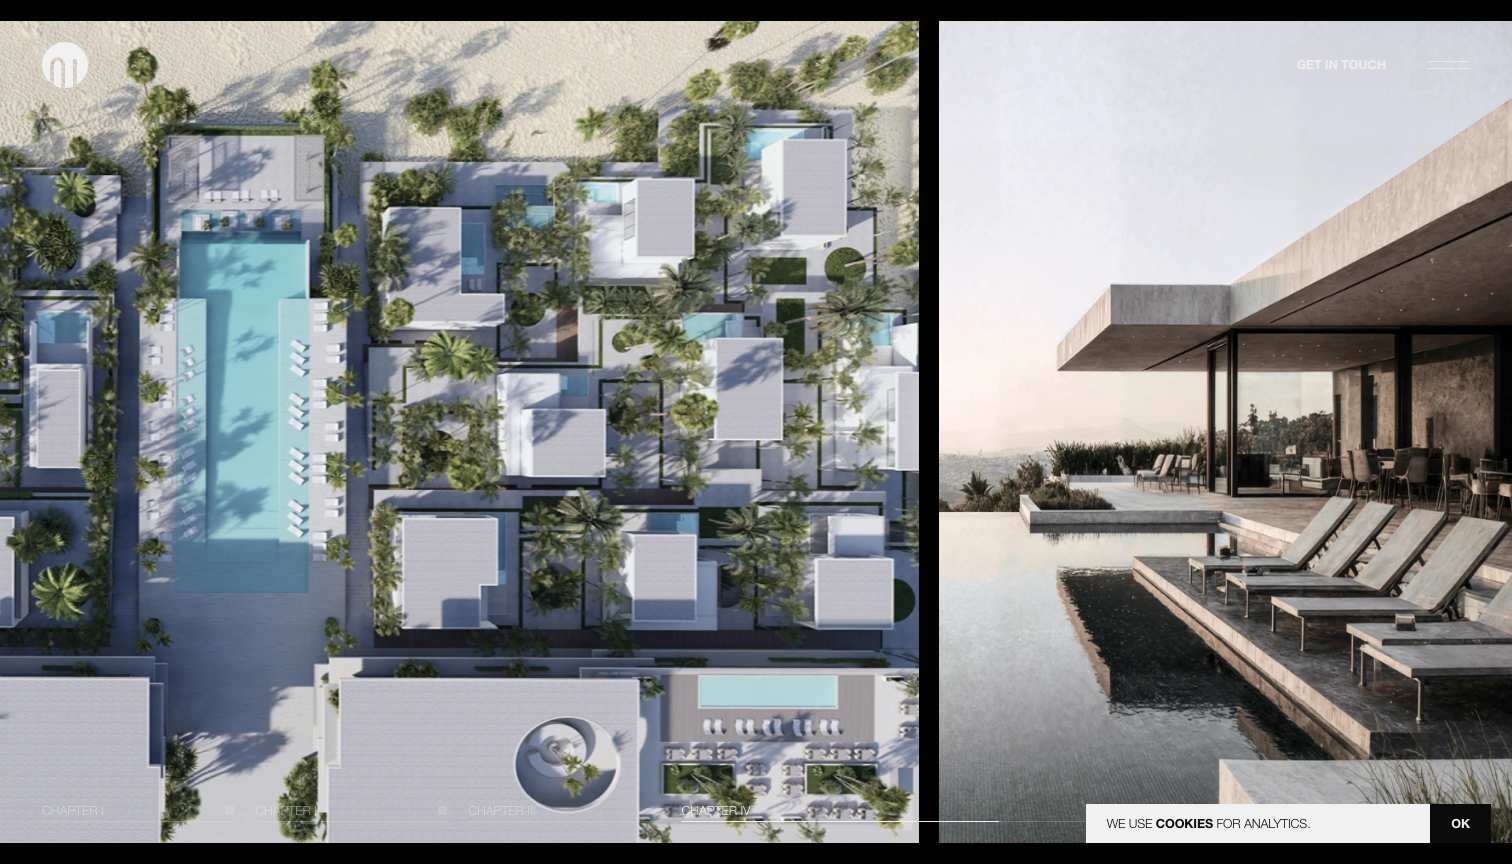 GET IN TOUCH
CHAPTER I
CHAPTER II
CHAPTER III
CHAPTER IV
WE USE COOKIES FOR ANALYTICS.
OK